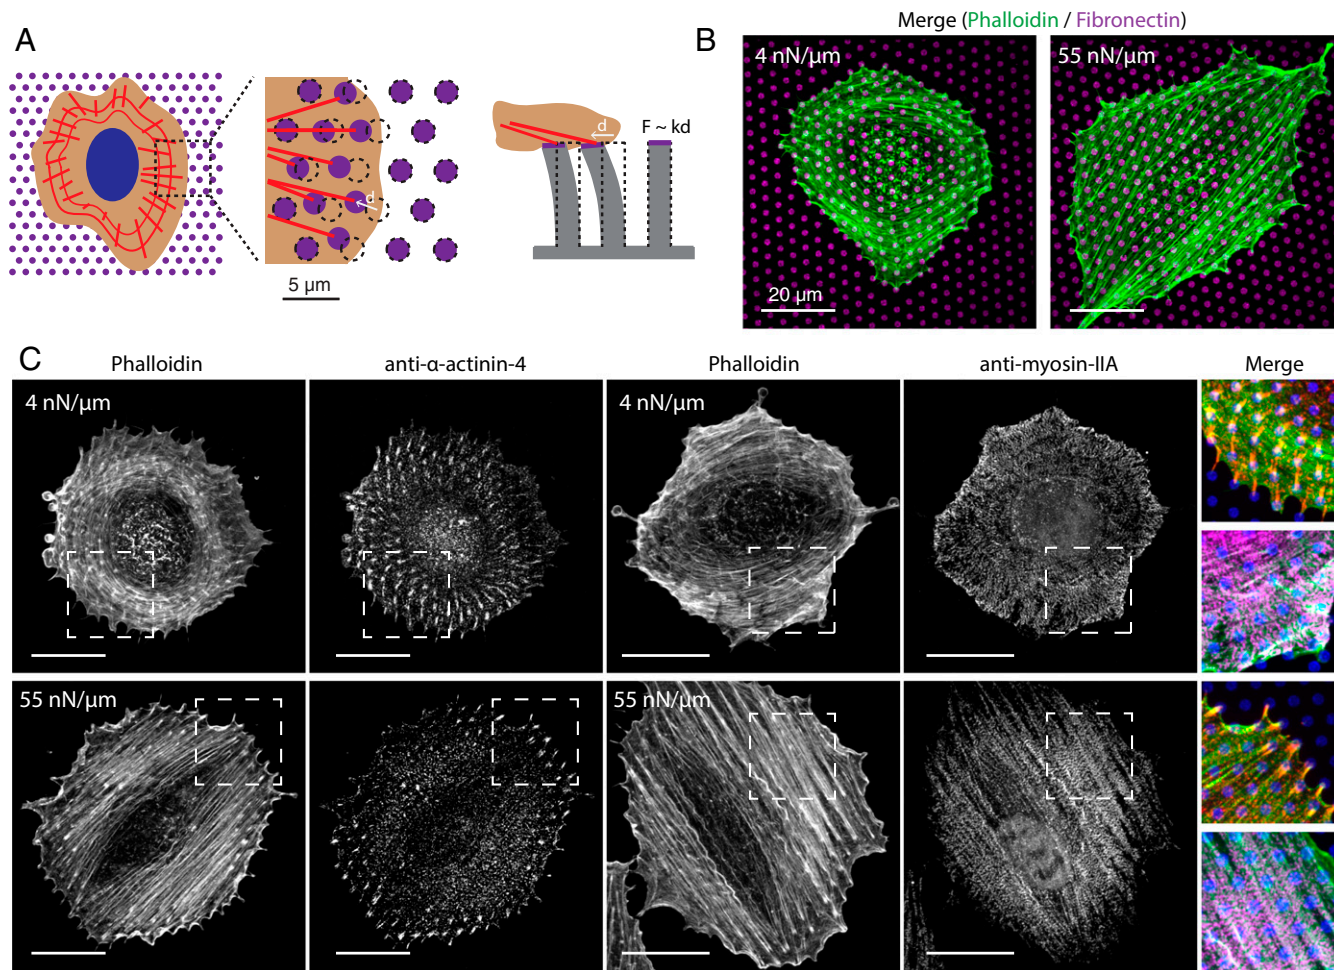 A
d
d
F ~ kd
5 µm
B
Merge (Phalloidin / Fibronectin)
4 nN/µm
55 nN/µm
20 µm
C
Phalloidin
anti-α-actinin-4
Phalloidin
anti-myosin-IIA
Merge
4 nN/µm
4 nN/µm
55 nN/µm
55 nN/µm